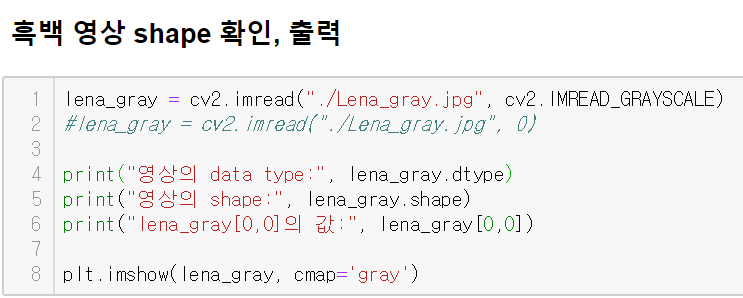 흑백 영상 shape 확인, 출력
1 lena_gray = cv2.imread("./Lena_gray.jpg", cv2.IMREAD_GRAYSCALE)
2 #lena_gray = cv2.imread("./Lena_gray.jpg", 0)
3
4 print("영상의 data type:", lena_gray.dtype)
5 print("영상의 shape:", lena_gray.shape)
6 print("lena_gray[0,0]의 값:", lena_gray[0,0])
7
8 plt.imshow(lena_gray, cmap='gray')